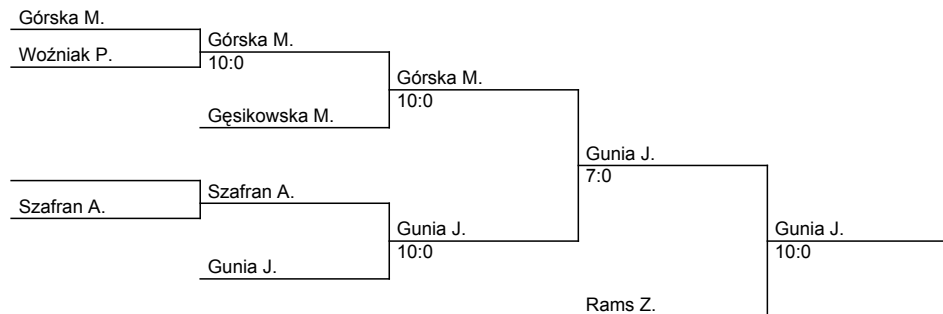 Górska M.
Woźniak P.
Górska M.
10:0
Gęsikowska M.
Górska M.
10:0
Szafran A.
Szafran A.
Gunia J.
Gunia J.
10:0
Gunia J.
7:0
Rams Z.
Gunia J.
10:0